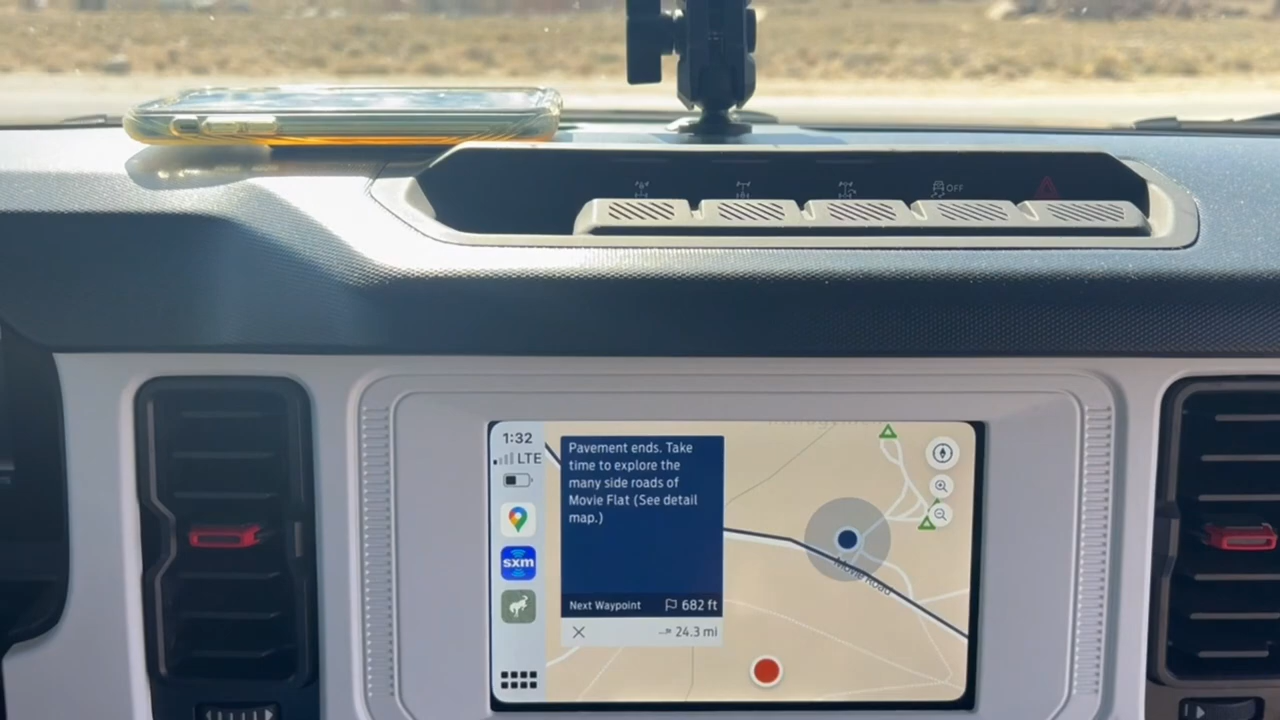 OFF
1:32
LTE
Pavement ends. Take
time to explore the
many side roads of
Movie Flat (See detail
map.)
Next Waypoint
682 ft
24.3 mi
sxm
Movie Road